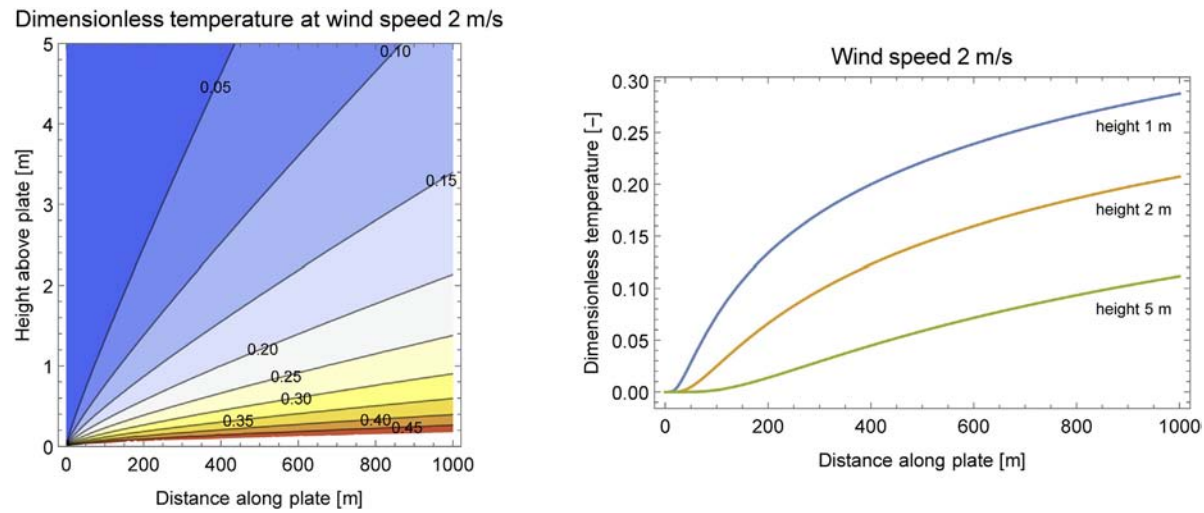 Dimensionless temperature at wind speed 2 m/s
5
4
3
2
1
0
Height above plate [m]
0.05
0.10
0.15
0.20
0.25
0.30
0.35
0.40
0.45
0 200 400 600 800 1000
Distance along plate [m]
Wind speed 2 m/s
0.30
0.25
0.20
0.15
0.10
0.05
0.00
Dimensionless temperature [–]
height 1 m
height 2 m
height 5 m
0 200 400 600 800 1000
Distance along plate [m]